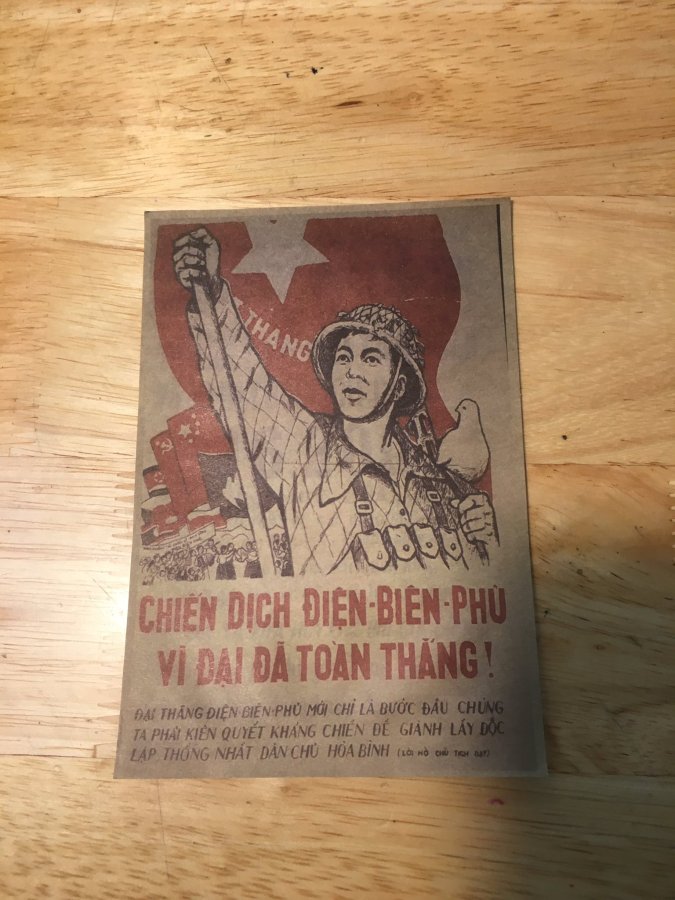 THẮNG
CHIẾN DỊCH ĐIỆN-BIÊN-PHỦ
VĨ ĐẠI ĐÃ TOÀN THẮNG!
ĐẠI THẮNG ĐIỆN BIÊN-PHỦ MỚI CHỈ LÀ BƯỚC ĐẦU CHÚNG
TA PHẢI KIÊN QUYẾT KHÁNG CHIẾN ĐỂ GIÀNH LẤY ĐỘC
LẬP THỐNG NHẤT DÂN CHỦ HÒA BÌNH (LỜI HỒ CHỦ TỊCH DẠY)